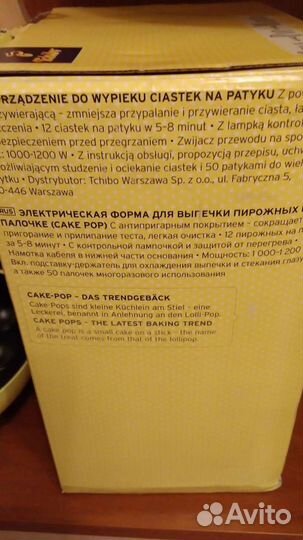 RZĄDZENIE DO WYPIEKU CIASTEK NA PATYKU Z pow
rzywierającą - zmniejsza przypalanie i przywieranie ciasta, ła
czenia • 12 ciastek na patyku w 5-8 minut • Z lampką kontrol
ezpieczeniem przed przegrzaniem • Zwijacz przewodu na spo
c: 1000-1200 W • Z instrukcją obsługi, propozycją przepisu, uchw
ożliwiającym studzenie i ociekanie ciastek i 50 patykami do wiel
ytku • Dystrybutor: Tchibo Warszawa Sp. z o.o., ul. Fabryczna 5,
0-446 Warszawa
RUS ЭЛЕКТРИЧЕСКАЯ ФОРМА ДЛЯ ВЫПЕЧКИ ПИРОЖНЫХ Н
ПАЛОЧКЕ (CAKE POP) С антипригарным покрытием - сокращает
пригорание и прилипание теста, легкая очистка • 12 пирожных на п
за 5-8 минут • С контрольной лампочкой и защитой от перегрева •
Намотка кабеля в нижней части основания • Мощность: 1 000-1 200
Вкл. подставку-держатель для охлаждения выпечки и стекания глазу
а также 50 палочек многоразового использования
CAKE-POP - DAS TRENDGEBÄCK
Cake-Pops sind kleine Küchlein am Stiel - eine
Leckerei, benannt in Anlehnung an den Lolli-Pop.
CAKE POPS - THE LATEST BAKING TREND
A cake pop is a small cake on a stick - the name
of the treat comes from that of the lollipop.
Avito